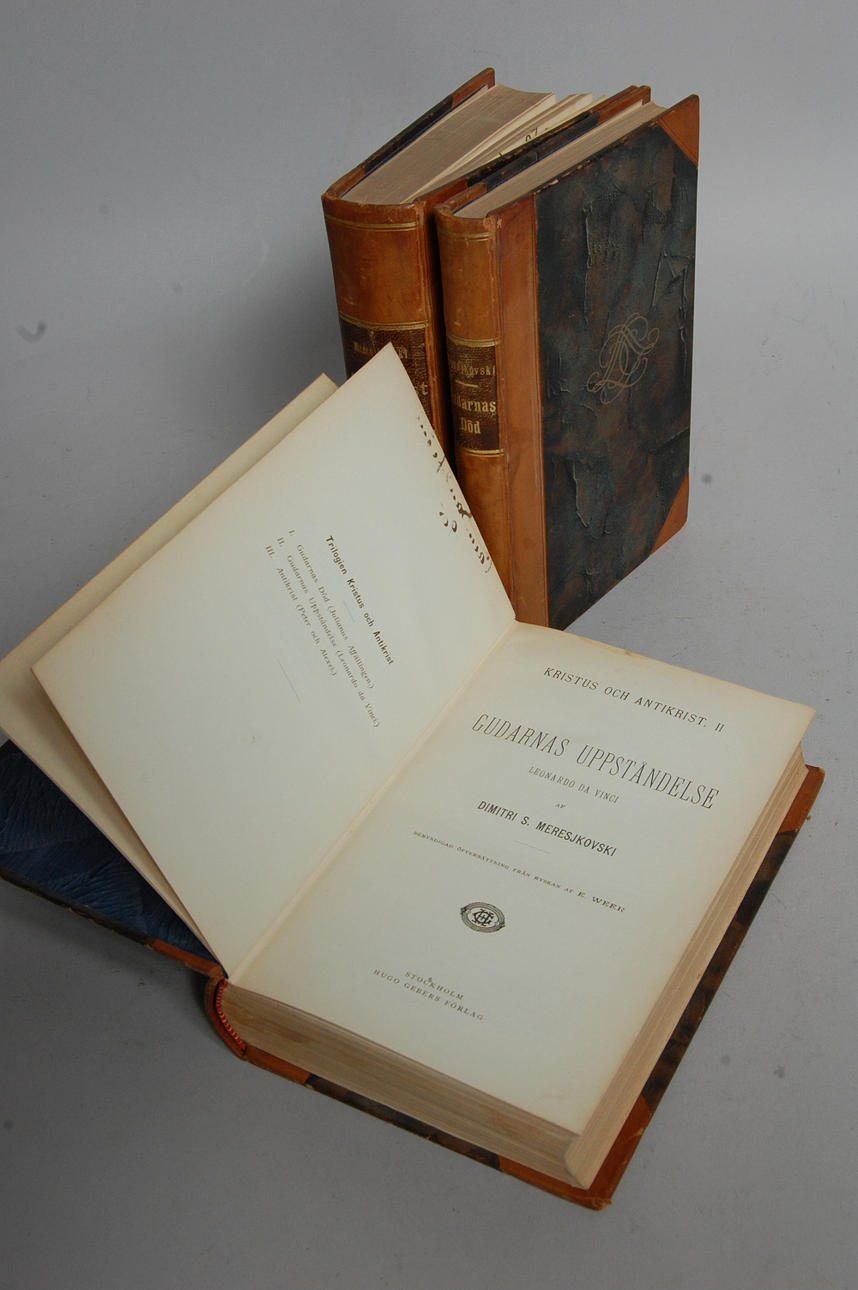 Gudarnas
Död
Trilogien Kristus och Antikrist
I. Gudarnas Död (Julianus Affällingen.)
II. Gudarnas Uppståndelse (Leonardo da Vinci.)
III. Antikrist (Peter och Alexei.)
KRISTUS OCH ANTIKRIST. II
GUDARNAS UPPSTÅNDELSE
LEONARDO DA VINCI
AF
DIMITRI S. MERESJKOVSKI
BEMYNDIGAD ÖFVERSÄTTNING FRÅN RYSKAN AF E. WEER
STOCKHOLM
HUGO GEBERS FÖRLAG